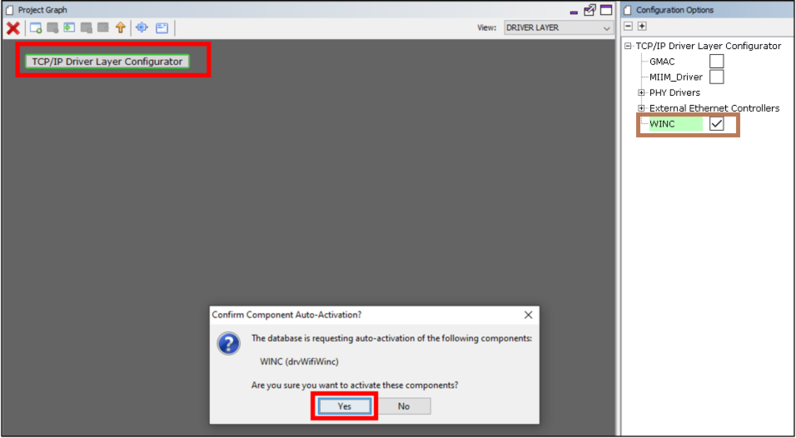 Project Graph
View: DRIVER LAYER
TCP/IP Driver Layer Configurator
Confirm Component Auto-Activation?
The database is requesting auto-activation of the following components:
WINC (drvWifiWinc)
Are you sure you want to activate these components?
Yes No
Configuration Options
TCP/IP Driver Layer Configurator
GMAC
MIIM_Driver
PHY Drivers
External Ethernet Controllers
WINC